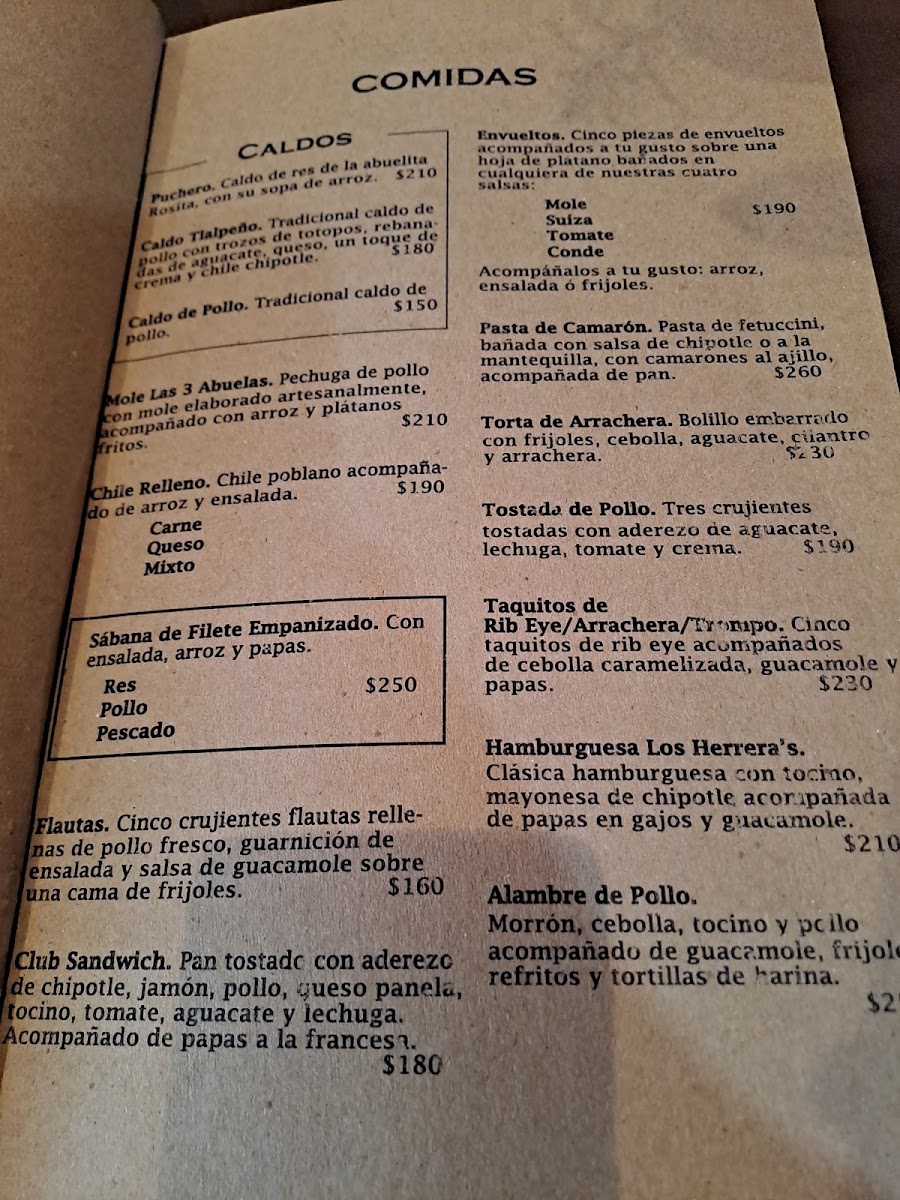 COMIDAS
CALDOS
Puchero. Caldo de res de la abuelita
Rosita, con su sopa de arroz. $210
Caldo Tlalpeño. Tradicional caldo de
pollo con trozos de totopos, rebana-
das de aguacate, queso, un toque de
crema y chile chipotle. $180
Caldo de Pollo. Tradicional caldo de
pollo. $150
Mole Las 3 Abuelas. Pechuga de pollo
con mole elaborado artesanalmente,
acompañado con arroz y plátanos
fritos. $210
Chile Relleno. Chile poblano acompaña-
do de arroz y ensalada. $190
Carne
Queso
Mixto
Sábana de Filete Empanizado. Con
ensalada, arroz y papas.
Res $250
Pollo
Pescado
Flautas. Cinco crujientes flautas relle-
nas de pollo fresco, guarnición de
ensalada y salsa de guacamole sobre
una cama de frijoles. $160
Club Sandwich. Pan tostado con aderezo
de chipotle, jamón, pollo, queso panela,
tocino, tomate, aguacate y lechuga.
Acompañado de papas a la francesa.
$180
Envueltos. Cinco piezas de envueltos
acompañados a tu gusto sobre una
hoja de platano bañados en
cualquiera de nuestras cuatro
salsas:
Mole $190
Suiza
Tomate
Conde
Acompáñalos a tu gusto: arroz,
ensalada ó frijoles.
Pasta de Camarón. Pasta de fetuccini,
bañada con salsa de chipotle o a la
mantequilla, con camarones al ajillo,
acompañada de pan. $260
Torta de Arrachera. Bolillo embarrado
con frijoles, cebolla, aguacate, cilantro
y arrachera. $230
Tostada de Pollo. Tres crujientes
tostadas con aderezo de aguacate,
lechuga, tomate y crema. $190
Taquitos de
Rib Eye/Arrachera/Trompo. Cinco
taquitos de rib eye acompañados
de cebolla caramelizada, guacamole y
papas. $230
Hamburguesa Los Herrera's.
Clásica hamburguesa con tocino,
mayonesa de chipotle acompañada
de papas en gajos y guacamole.
$210
Alambre de Pollo.
Morrón, cebolla, tocino y pollo
acompañado de guacamole,
refritos y tortillas de harina.